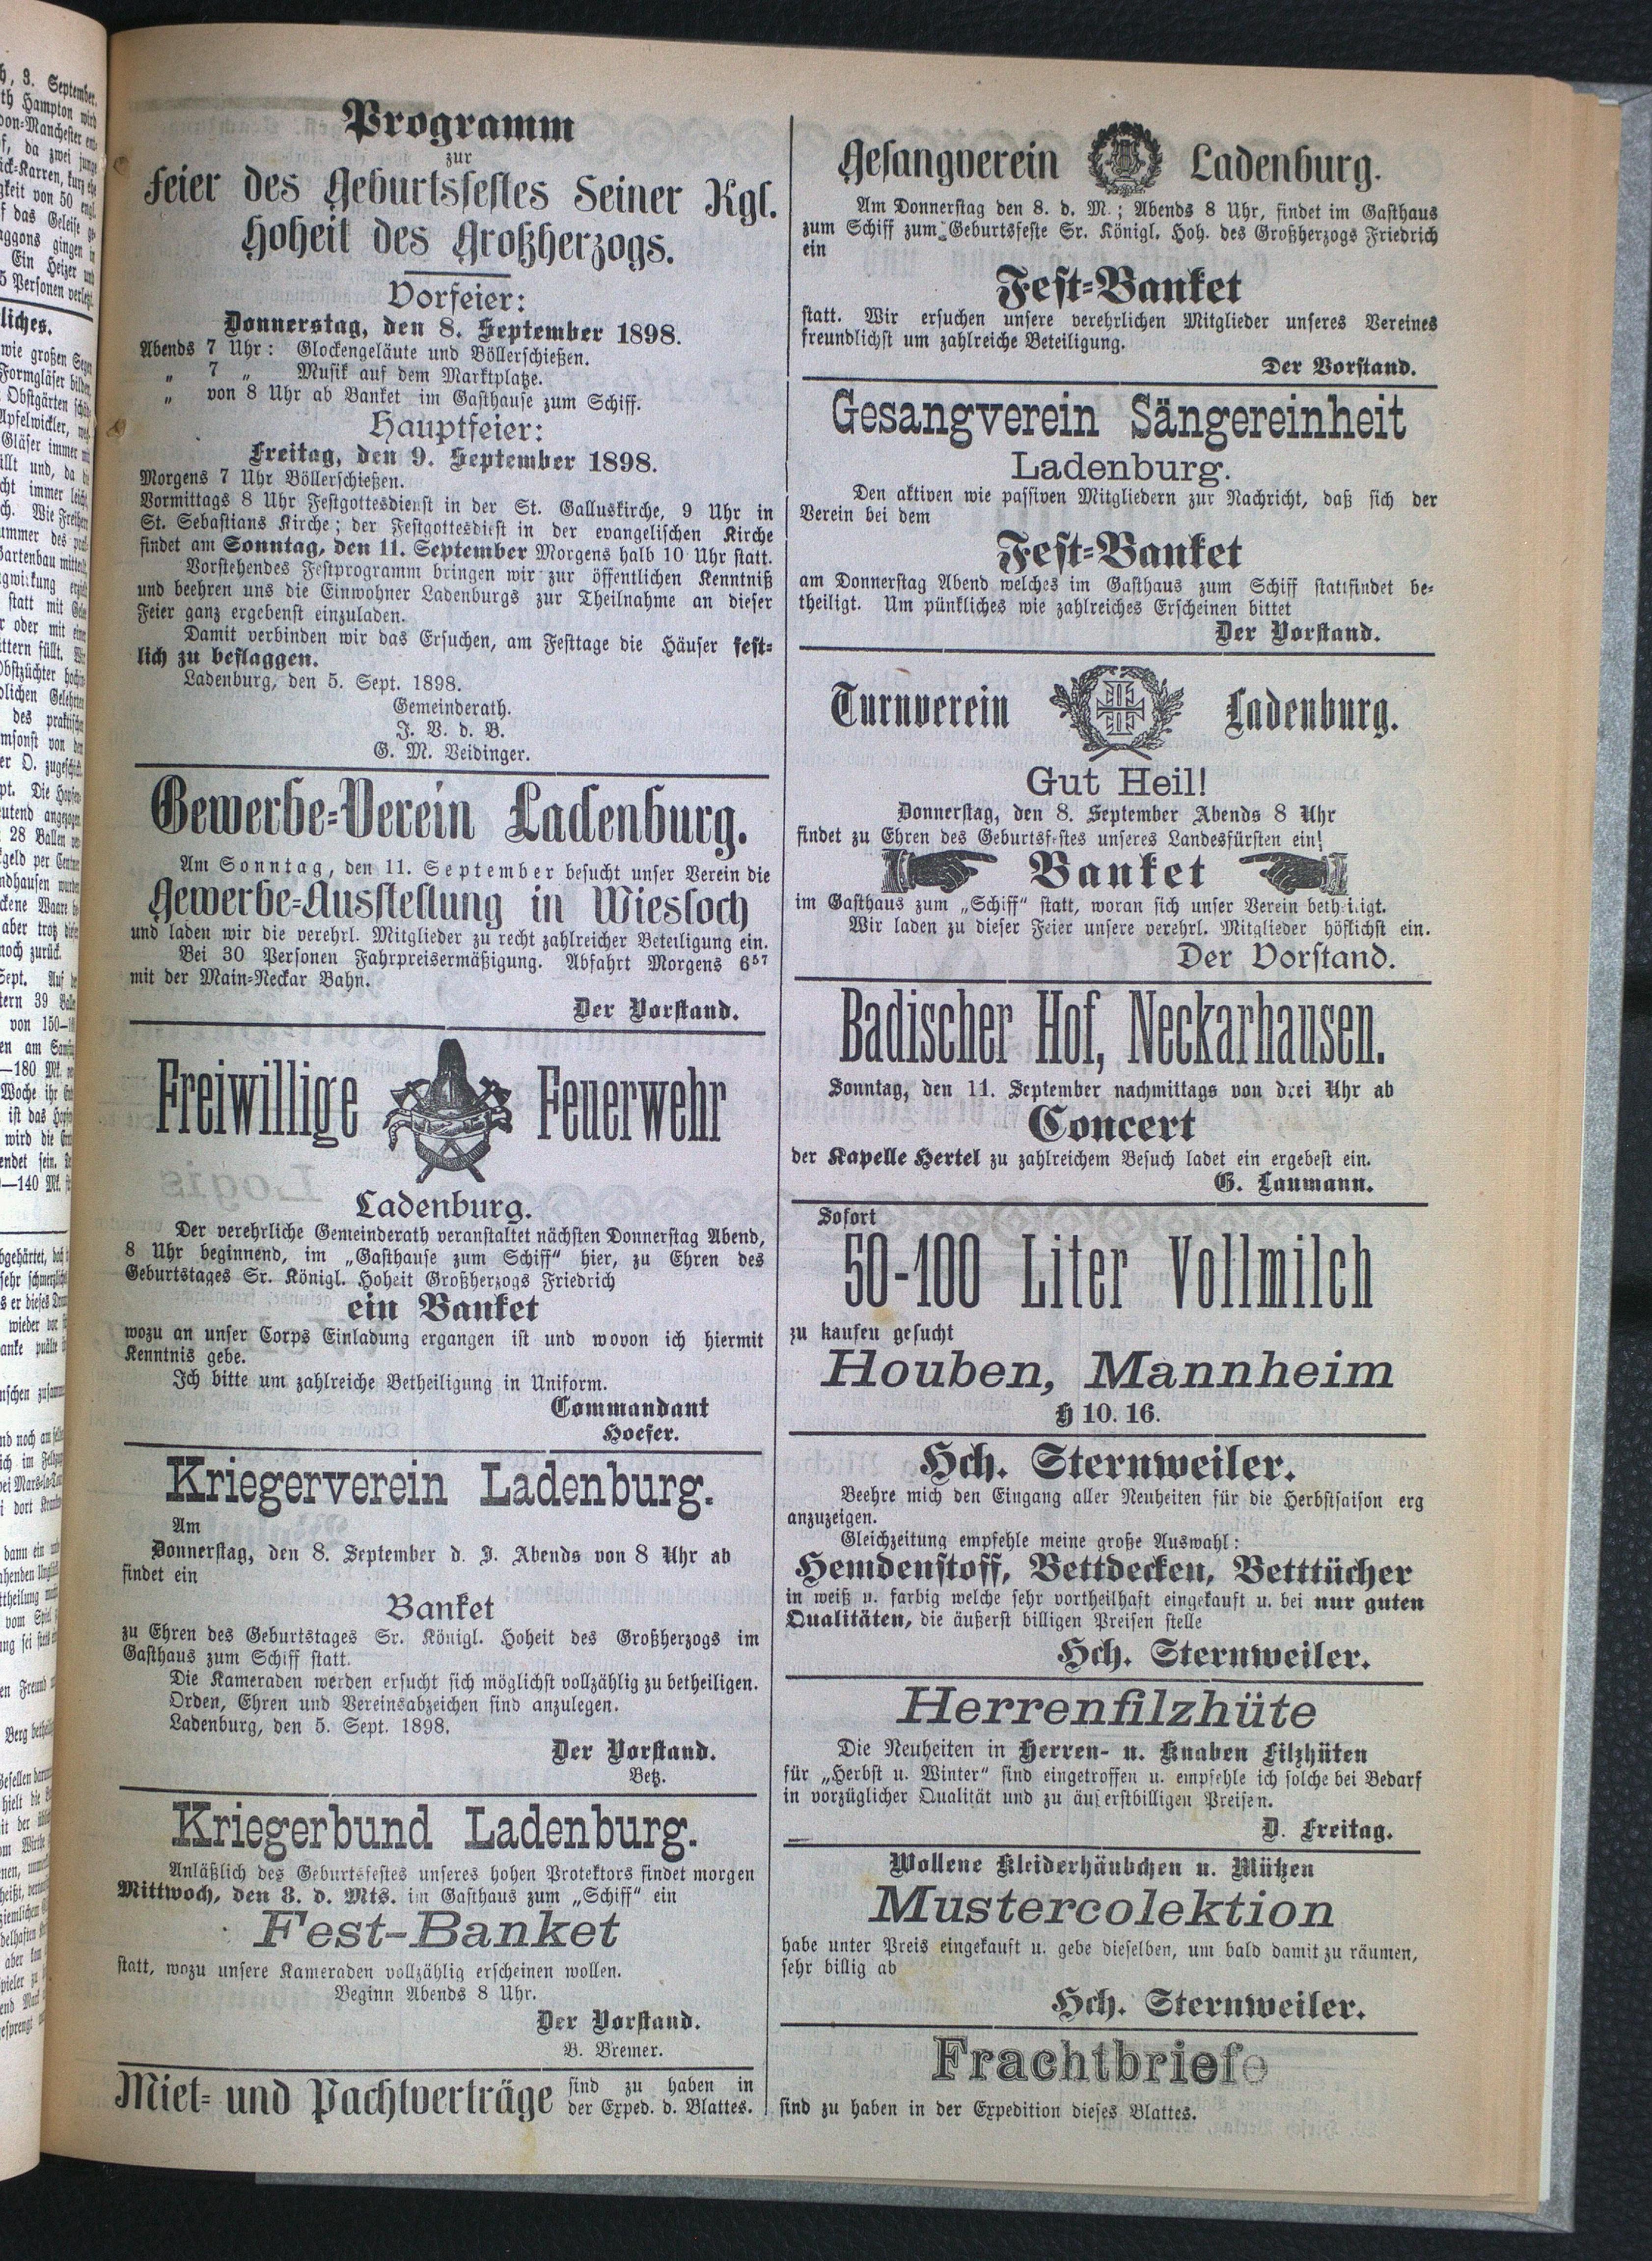 Programm
zur
Feier des Geburtsfestes Seiner Kgl.
Hoheit des Großherzogs.
Vorfeier:
Donnerstag, den 8. September 1898.
Abends 7 Uhr: Glockengeläute und Böllerschießen.
„ 7 „ Musik auf dem Marktplatze.
„ von 8 Uhr ab Banket im Gasthause zum Schiff.
Hauptfeier:
Freitag, den 9. September 1898.
Morgens 7 Uhr Böllerschießen.
Vormittags 8 Uhr Festgottesdienst in der St. Galluskirche, 9 Uhr in
St. Sebastians Kirche; der Festgottesdiest in der evangelischen Kirche
findet am Sonntag, den 11. September Morgens halb 10 Uhr statt.
Vorstehendes Festprogramm bringen wir zur öffentlichen Kenntniß
und beehren uns die Einwohner Ladenburgs zur Theilnahme an dieser
Feier ganz ergebenst einzuladen.
Damit verbinden wir das Ersuchen, am Festtage die Häuser fest-
lich zu beflaggen.
Ladenburg, den 5. Sept. 1898.
Gemeinderath.
J. V. d. B.
G. M. Veidinger.
Gewerbe-Verein Ladenburg.
Am Sonntag, den 11. September besucht unser Verein die
Gewerbe-Ausstellung in Wiesloch
und laden wir die verehrl. Mitglieder zu recht zahlreicher Beteiligung ein.
Bei 30 Personen Fahrpreisermäßigung. Abfahrt Morgens 6⁵⁷
mit der Main-Neckar Bahn.
Der Vorstand.
Freiwillige Feuerwehr
Ladenburg.
Der verehrliche Gemeinderath veranstaltet nächsten Donnerstag Abend,
8 Uhr beginnend, im „Gasthause zum Schiff“ hier, zu Ehren des
Geburtstages Sr. Königl. Hoheit Großherzogs Friedrich
ein Banket
wozu an unser Corps Einladung ergangen ist und wovon ich hiermit
Kenntnis gebe.
Ich bitte um zahlreiche Betheiligung in Uniform.
Commandant
Hoefer.
Kriegerverein Ladenburg.
Am
Donnerstag, den 8. September d. J. Abends von 8 Uhr ab
findet ein
Banket
zu Ehren des Geburtstages Sr. Königl. Hoheit des Großherzogs im
Gasthaus zum Schiff statt.
Die Kameraden werden ersucht sich möglichst vollzählig zu betheiligen.
Orden, Ehren und Vereinsabzeichen sind anzulegen.
Ladenburg, den 5. Sept. 1898.
Der Vorstand.
Betz.
Kriegerbund Ladenburg.
Anläßlich des Geburtsfestes unseres hohen Protektors findet morgen
Mittwoch, den 8. d. Mts. im Gasthaus zum „Schiff“ ein
Fest-Banket
statt, wozu unsere Kameraden vollzählig erscheinen wollen.
Beginn Abends 8 Uhr.
Der Vorstand.
B. Bremer.
Miet- und Pachtverträge sind zu haben in
der Exped. d. Blattes.
Gesangverein Ladenburg.
Am Donnerstag den 8. d. M.; Abends 8 Uhr, findet im Gasthaus
zum Schiff zum Geburtsfeste Sr. Königl. Hoh. des Großherzogs Friedrich
ein
Fest-Banket
statt. Wir ersuchen unsere verehrlichen Mitglieder unseres Vereines
freundlichst um zahlreiche Beteiligung.
Der Vorstand.
Gesangverein Sängereinheit
Ladenburg.
Den aktiven wie passiven Mitgliedern zur Nachricht, daß sich der
Verein bei dem
Fest-Banket
am Donnerstag Abend welches im Gasthaus zum Schiff stattfindet be-
theiligt. Um pünktliches wie zahlreiches Erscheinen bittet
Der Vorstand.
Turnverein Ladenburg.
Gut Heil!
Donnerstag, den 8. September Abends 8 Uhr
findet zu Ehren des Geburtsfestes unseres Landesfürsten ein!
Banket
im Gasthaus zum „Schiff“ statt, woran sich unser Verein betheiligt.
Wir laden zu dieser Feier unsere verehrl. Mitglieder höflichst ein.
Der Vorstand.
Badischer Hof, Neckarhausen.
Sonntag, den 11. September nachmittags von drei Uhr ab
Concert
der Kapelle Hertel zu zahlreichem Besuch ladet ein ergebest ein.
G. Laumann.
Sofort
50-100 Liter Vollmilch
zu kaufen gesucht
Houben, Mannheim
H 10. 16.
Hch. Sternweiler.
Beehre mich den Eingang aller Neuheiten für die Herbstsaison erg
anzuzeigen.
Gleichzeitung empfehle meine große Auswahl:
Hemdenstoff, Bettdecken, Betttücher
in weiß u. farbig welche sehr vortheilhaft eingekauft u. bei nur guten
Qualitäten, die äußerst billigen Preisen stelle
Hch. Sternweiler.
Herrenfilzhüte
Die Neuheiten in Herren- u. Knaben Filzhüten
für „Herbst u. Winter“ sind eingetroffen u. empfehle ich solche bei Bedarf
in vorzüglicher Qualität und zu äußerstbilligen Preisen.
D. Freitag.
Wollene Kleiderhäubchen u. Mützen
Mustercolektion
habe unter Preis eingekauft u. gebe dieselben, um bald damit zu räumen,
sehr billig ab
Hch. Sternweiler.
Frachtbriefe
sind zu haben in der Expedition dieses Blattes.